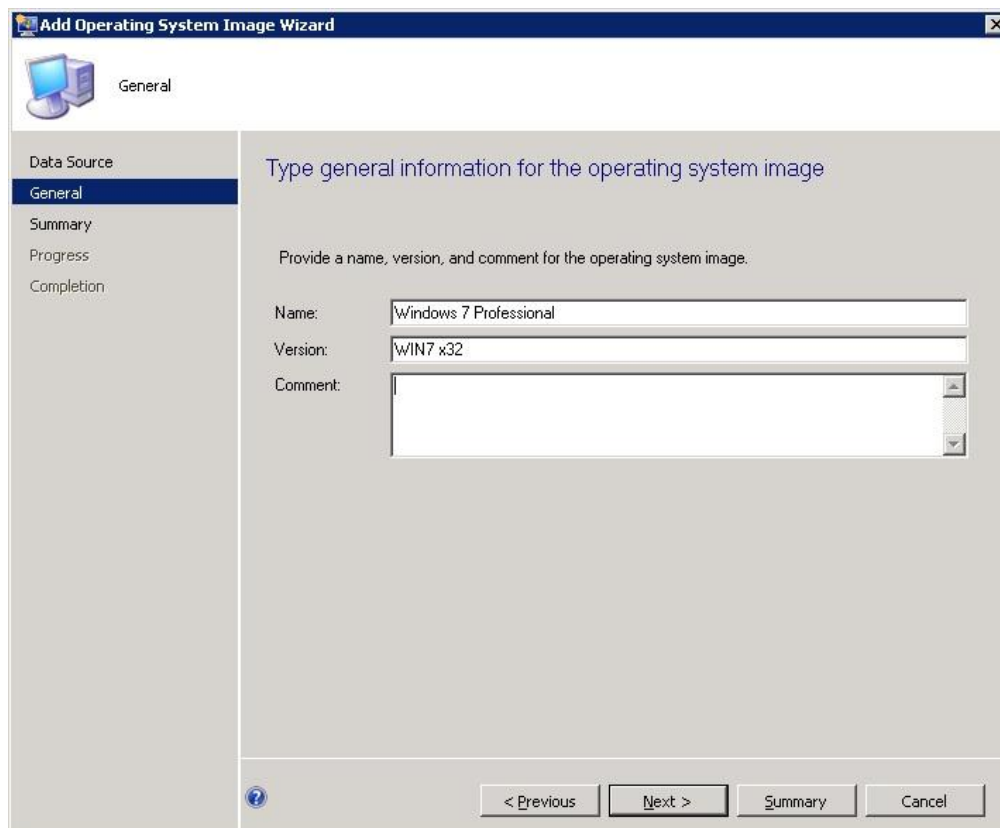 Add Operating System Image Wizard
General
Data Source
General
Summary
Progress
Completion
Type general information for the operating system image
Provide a name, version, and comment for the operating system image.
Name: Windows 7 Professional
Version: WIN7 x32
Comment:
< Previous Next > Summary Cancel